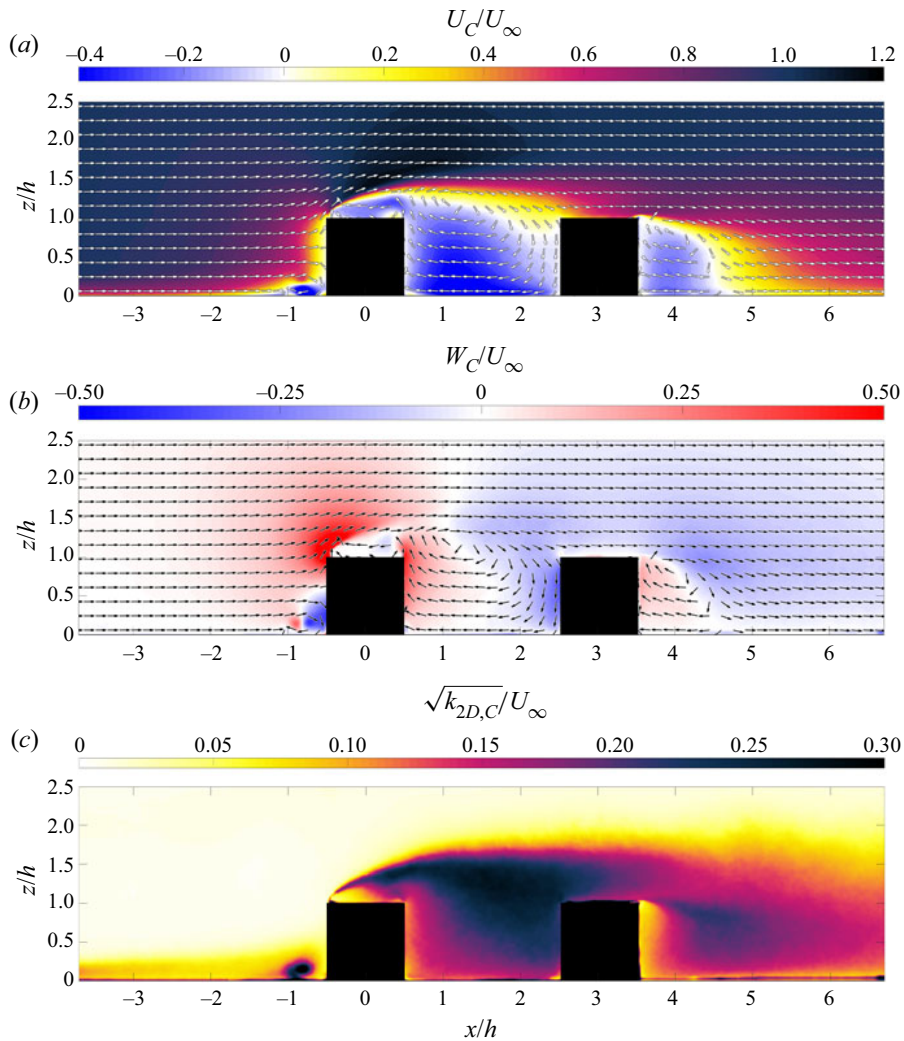 U_C/U_∞
(a)
−0.4 −0.2 0 0.2 0.4 0.6 0.8 1.0 1.2
2.5
2.0
1.5
1.0
0.5
0
z/h
−3 −2 −1 0 1 2 3 4 5 6
W_C/U_∞
(b)
−0.50 −0.25 0 0.25 0.50
2.5
2.0
1.5
1.0
0.5
0
z/h
−3 −2 −1 0 1 2 3 4 5 6
√k_{2D,C}/U_∞
(c)
0 0.05 0.10 0.15 0.20 0.25 0.30
2.5
2.0
1.5
1.0
0.5
0
z/h
−3 −2 −1 0 1 2 3 4 5 6
x/h